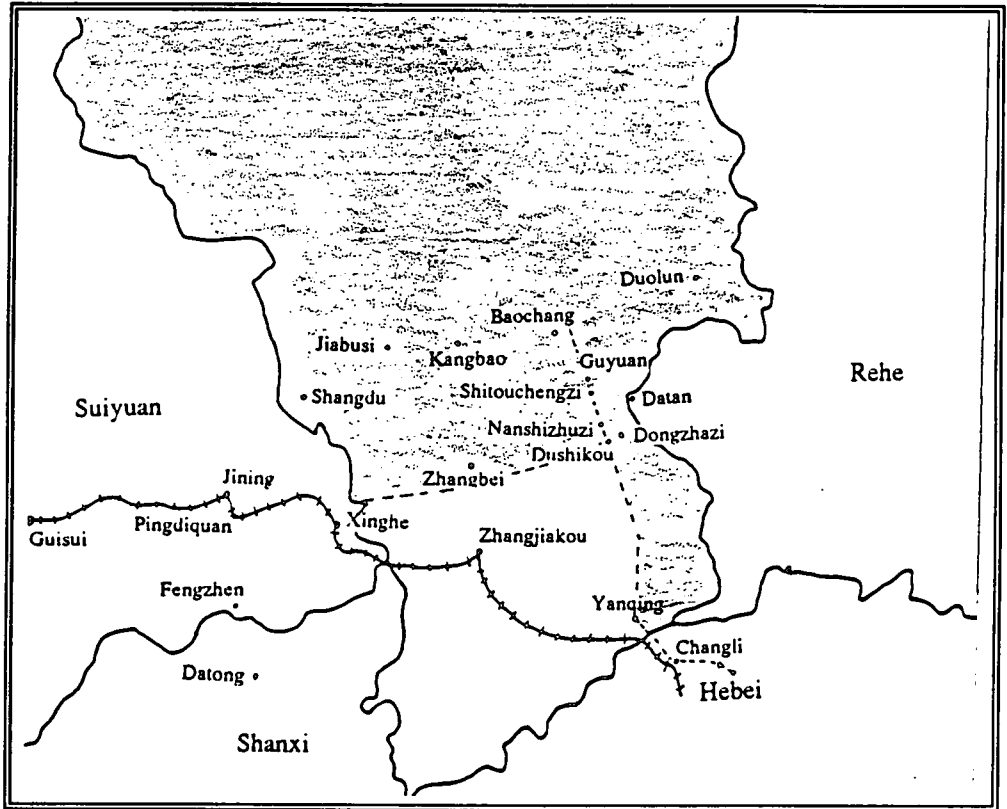 Duolun
Baochang
Jiabusi
Kangbao
Guyuan
Rehe
Shitouchengzi
Datan
Shangdu
Suiyuan
Nanshizhuzi
Dongzhazi
Dushikou
Zhangbei
Jining
Pingdiquan
Xinghe
Guisui
Zhangjiakou
Fengzhen
Yanqing
Changli
Datong
Hebei
Shanxi